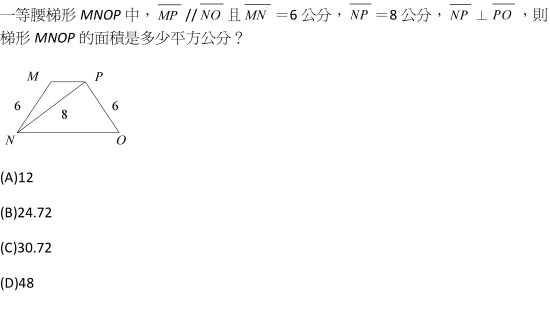 一等腰梯形 MNOP 中，MP // NO 且 MN ＝6 公分，NP ＝8 公分，NP ⊥ PO ，則
梯形 MNOP 的面積是多少平方公分？
M P
6 8 6
N O
(A)12
(B)24.72
(C)30.72
(D)48